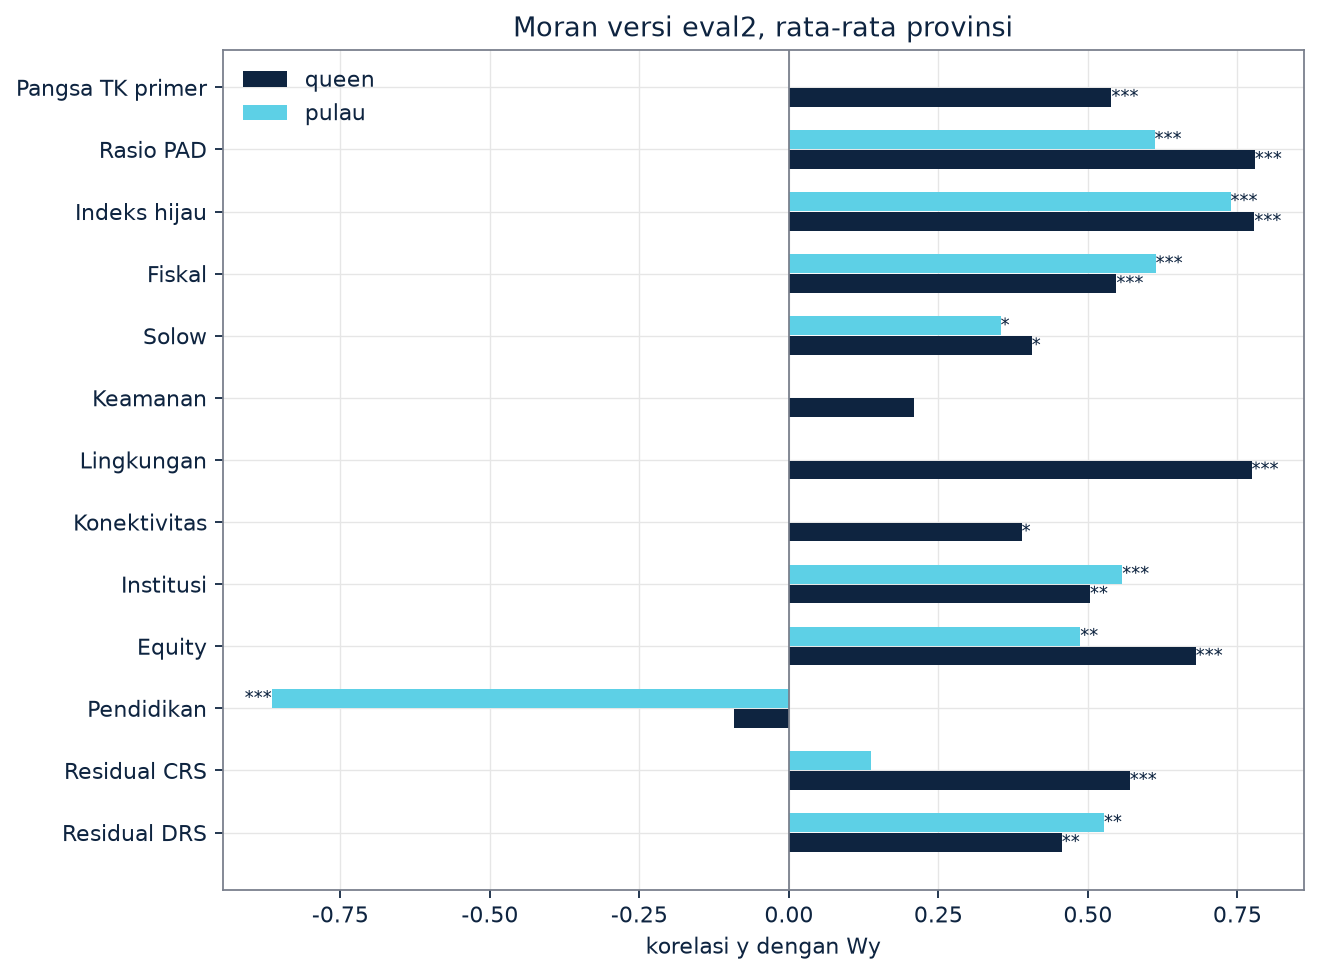 Moran versi eval2, rata-rata provinsi
queen
pulau
Pangsa TK primer
***
Rasio PAD
***
***
Indeks hijau
***
***
Fiskal
***
***
Solow
*
*
Keamanan
Lingkungan
***
Konektivitas
*
Institusi
***
**
Equity
**
***
Pendidikan
***
Residual CRS
***
Residual DRS
**
**
-0.75 -0.50 -0.25 0.00 0.25 0.50 0.75
korelasi y dengan Wy